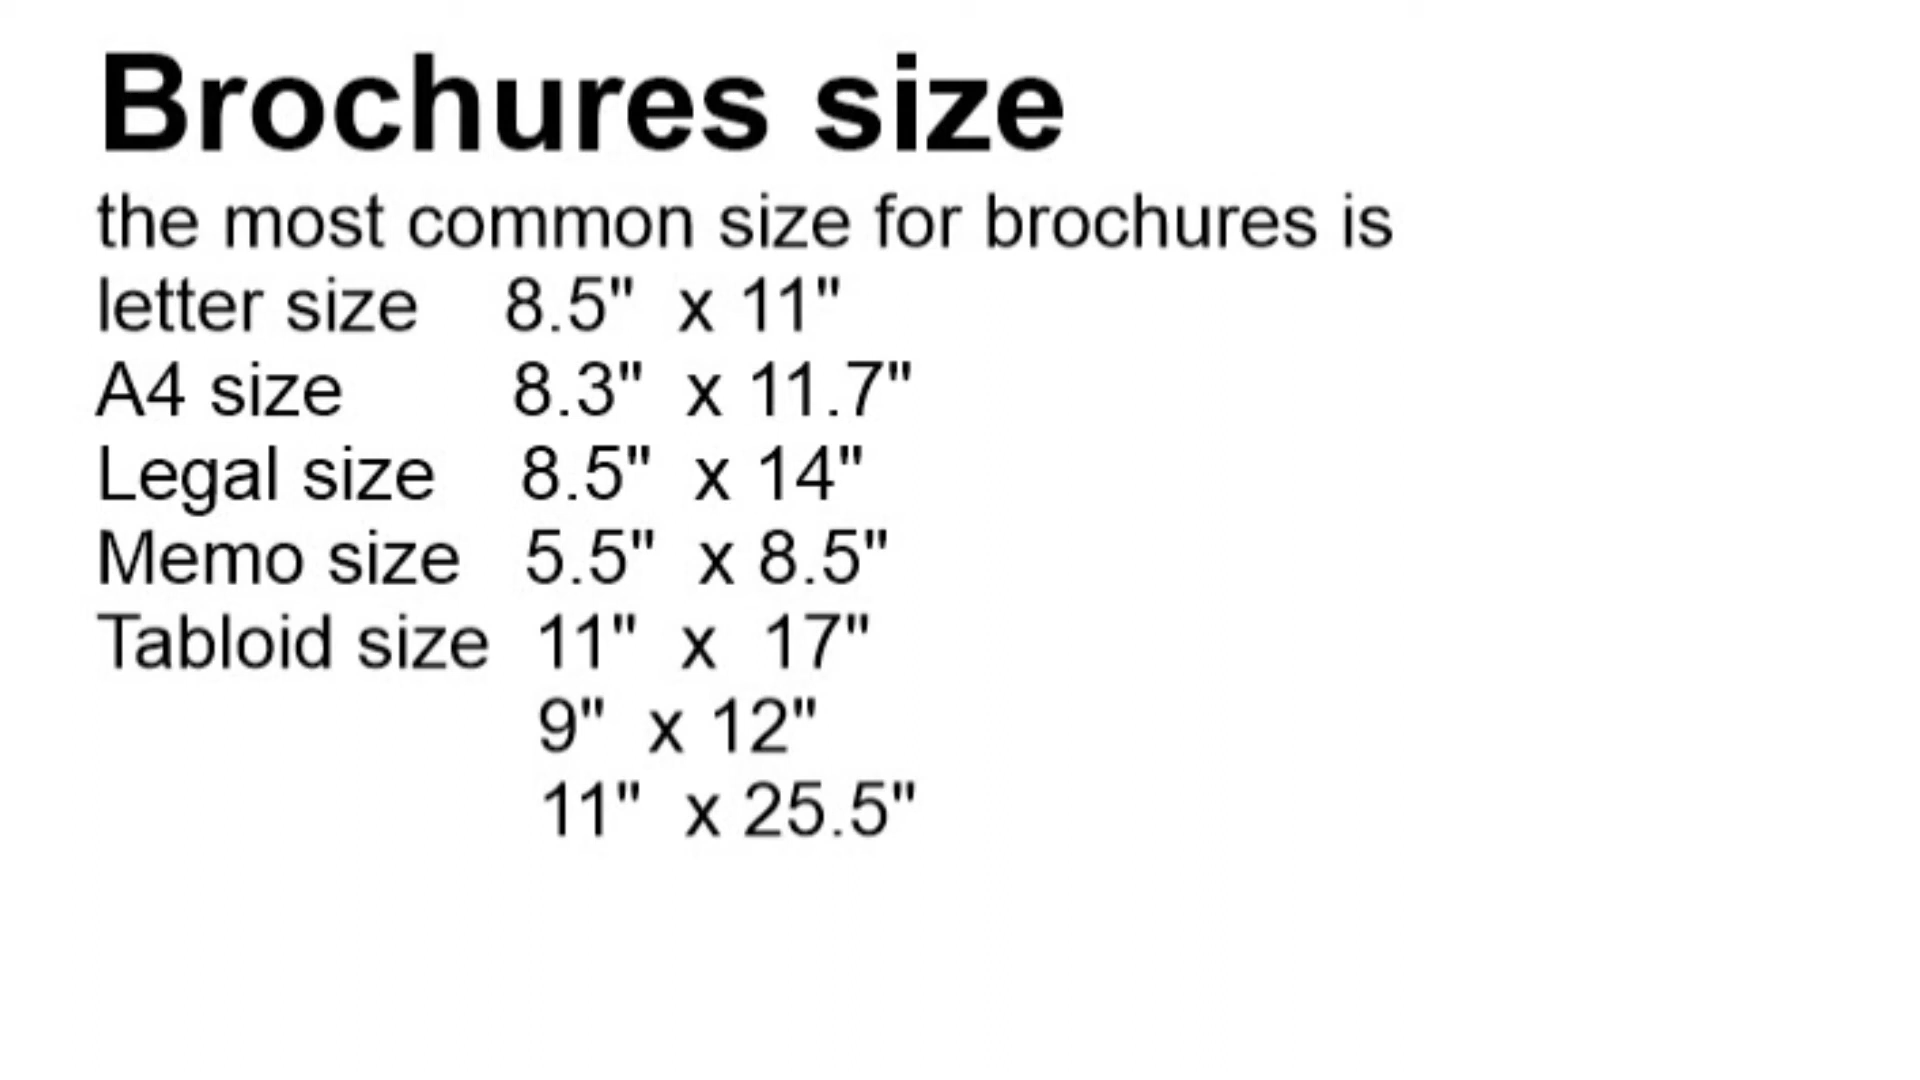 Brochures size
the most common size for brochures is
letter size 8.5" x 11"
A4 size 8.3" x 11.7"
Legal size 8.5" x 14"
Memo size 5.5" x 8.5"
Tabloid size 11" x 17"
9" x 12"
11" x 25.5"